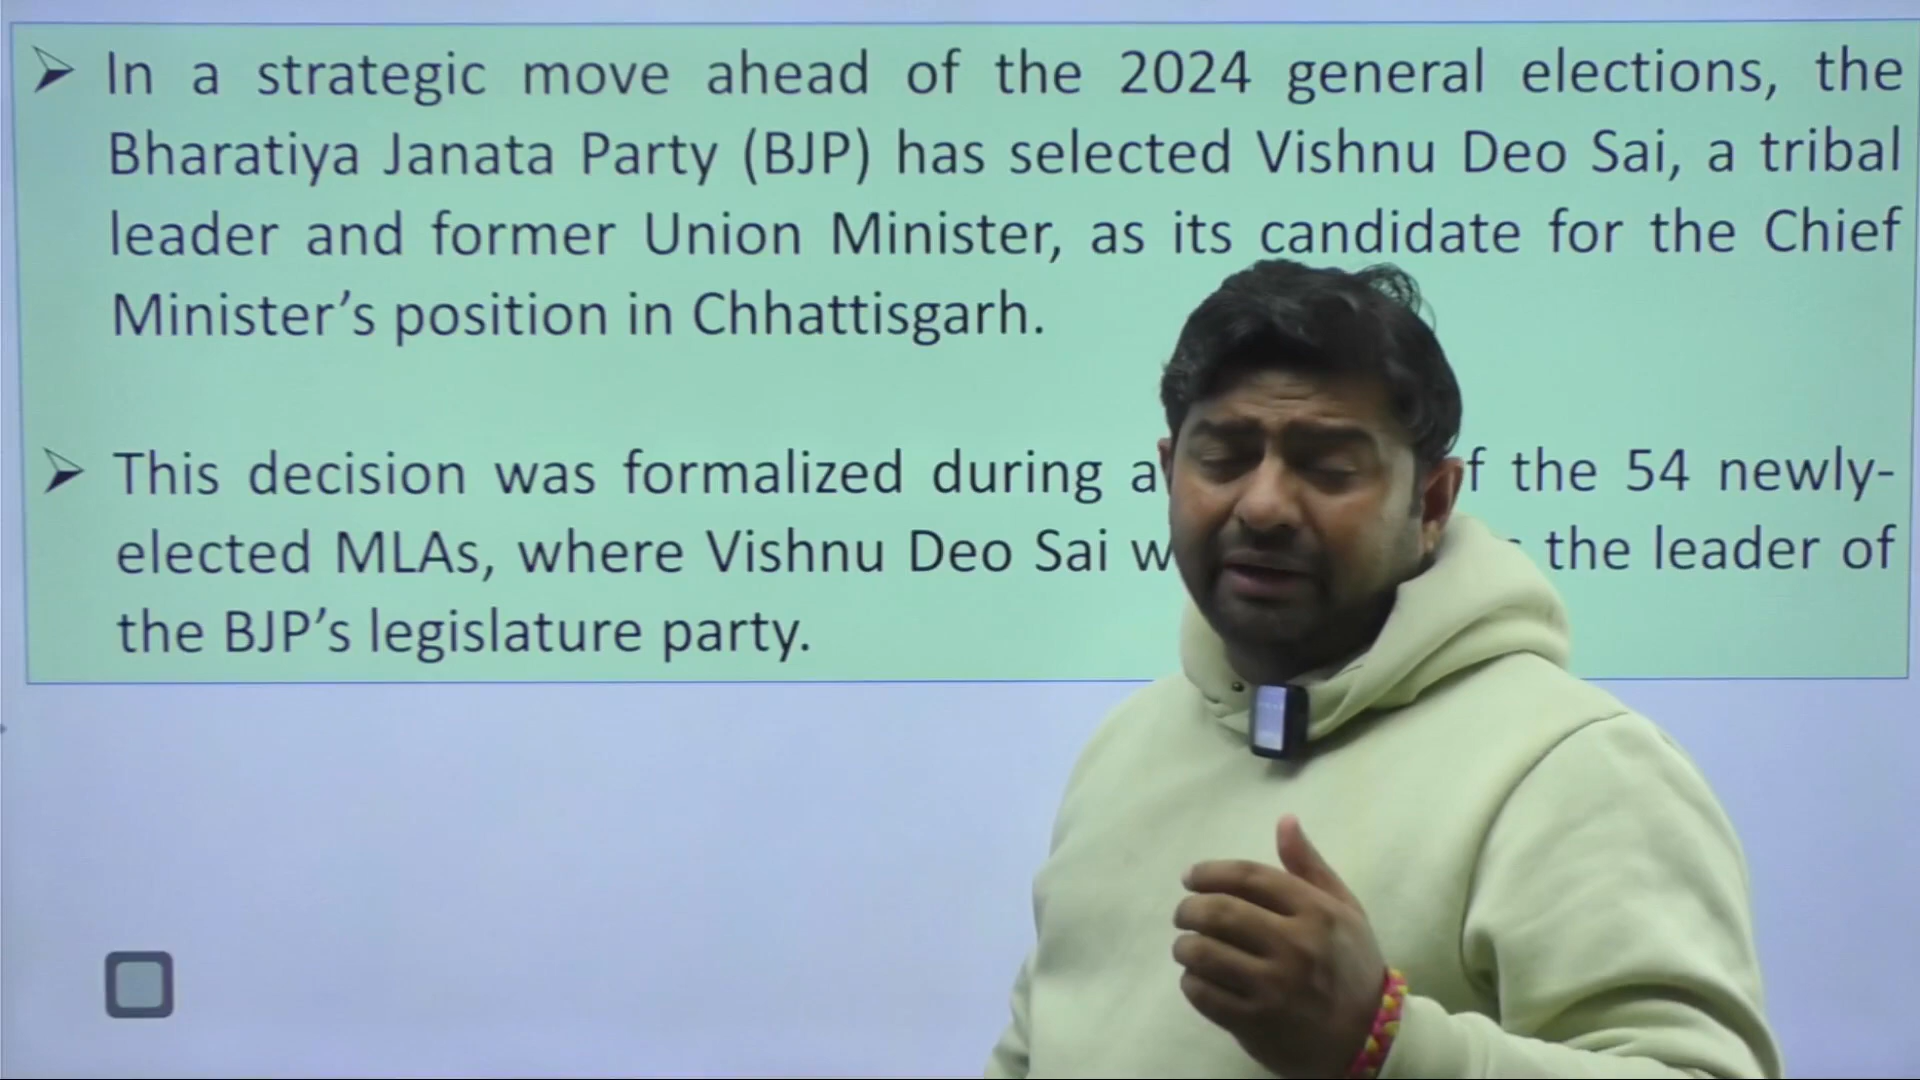 ➢ In a strategic move ahead of the 2024 general elections, the
Bharatiya Janata Party (BJP) has selected Vishnu Deo Sai, a tribal
leader and former Union Minister, as its candidate for the Chief
Minister’s position in Chhattisgarh.
➢ This decision was formalized during a the 54 newly-
elected MLAs, where Vishnu Deo Sai the leader of
the BJP’s legislature party.